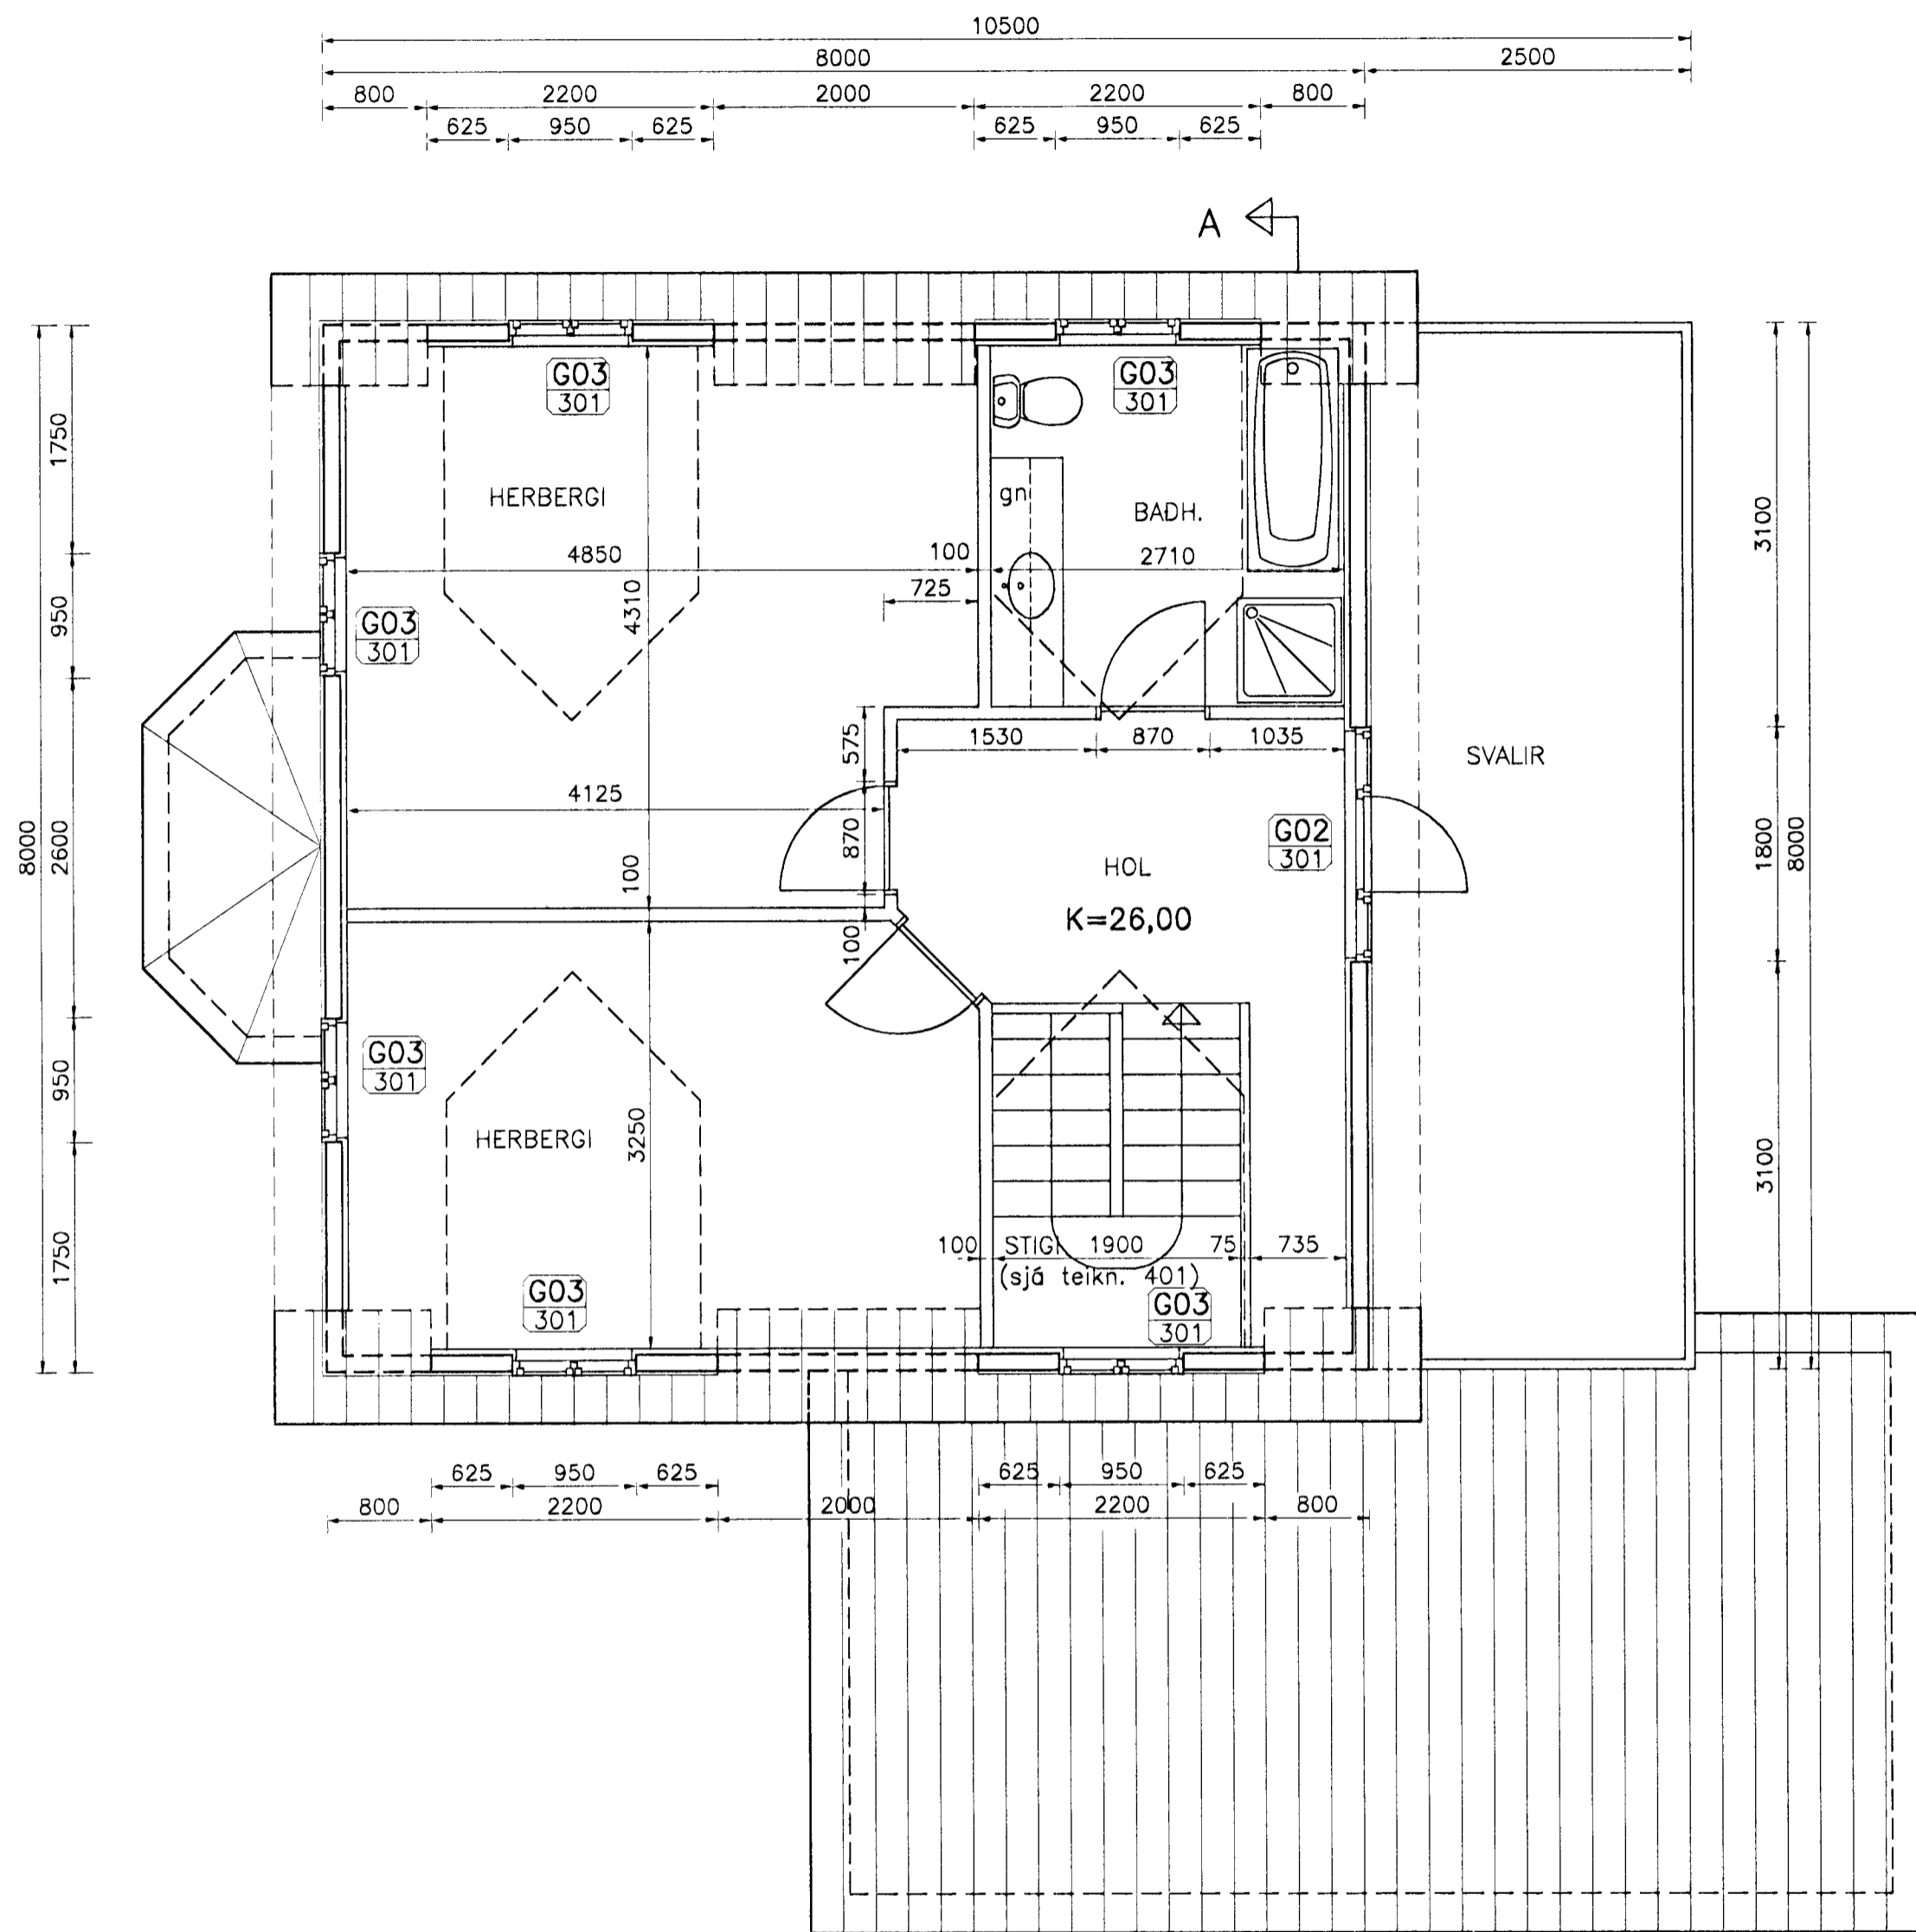 10500
8000 2500
800 2200 2000 2200 800
625 950 625 625 950 625
A
G03
301
G03
301
1750
3100
HERBERGI
gn
BAÐH.
4850
100
2710
725
4310
950
G03
301
575
1530 870 1035
SVALIR
4125
870
8000
2600
100
G02
301
1800
8000
HOL
K=26,00
100
G03
301
950
HERBERGI
3250
3100
1750
100 STIGI 1900 75 735
(sjá teikn. 401)
G03
301
G03
301
625 950 625 625 950 625
800 2200 2000 2200 800